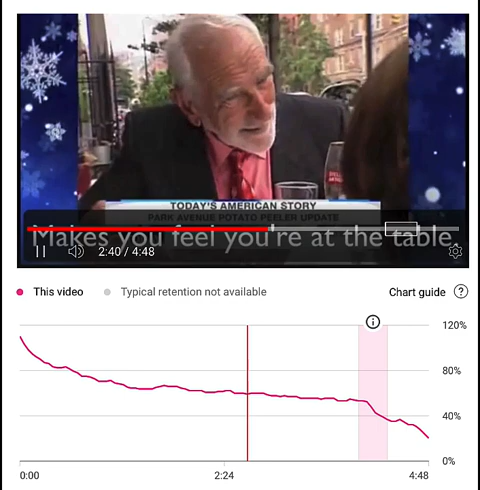 TODAY'S AMERICAN STORY
PARK AVENUE POTATO PEELER UPDATE
Makes you feel you're at the table
2:40 / 4:48
This video
Typical retention not available
Chart guide ?
i
120%
80%
40%
0%
0:00
2:24
4:48